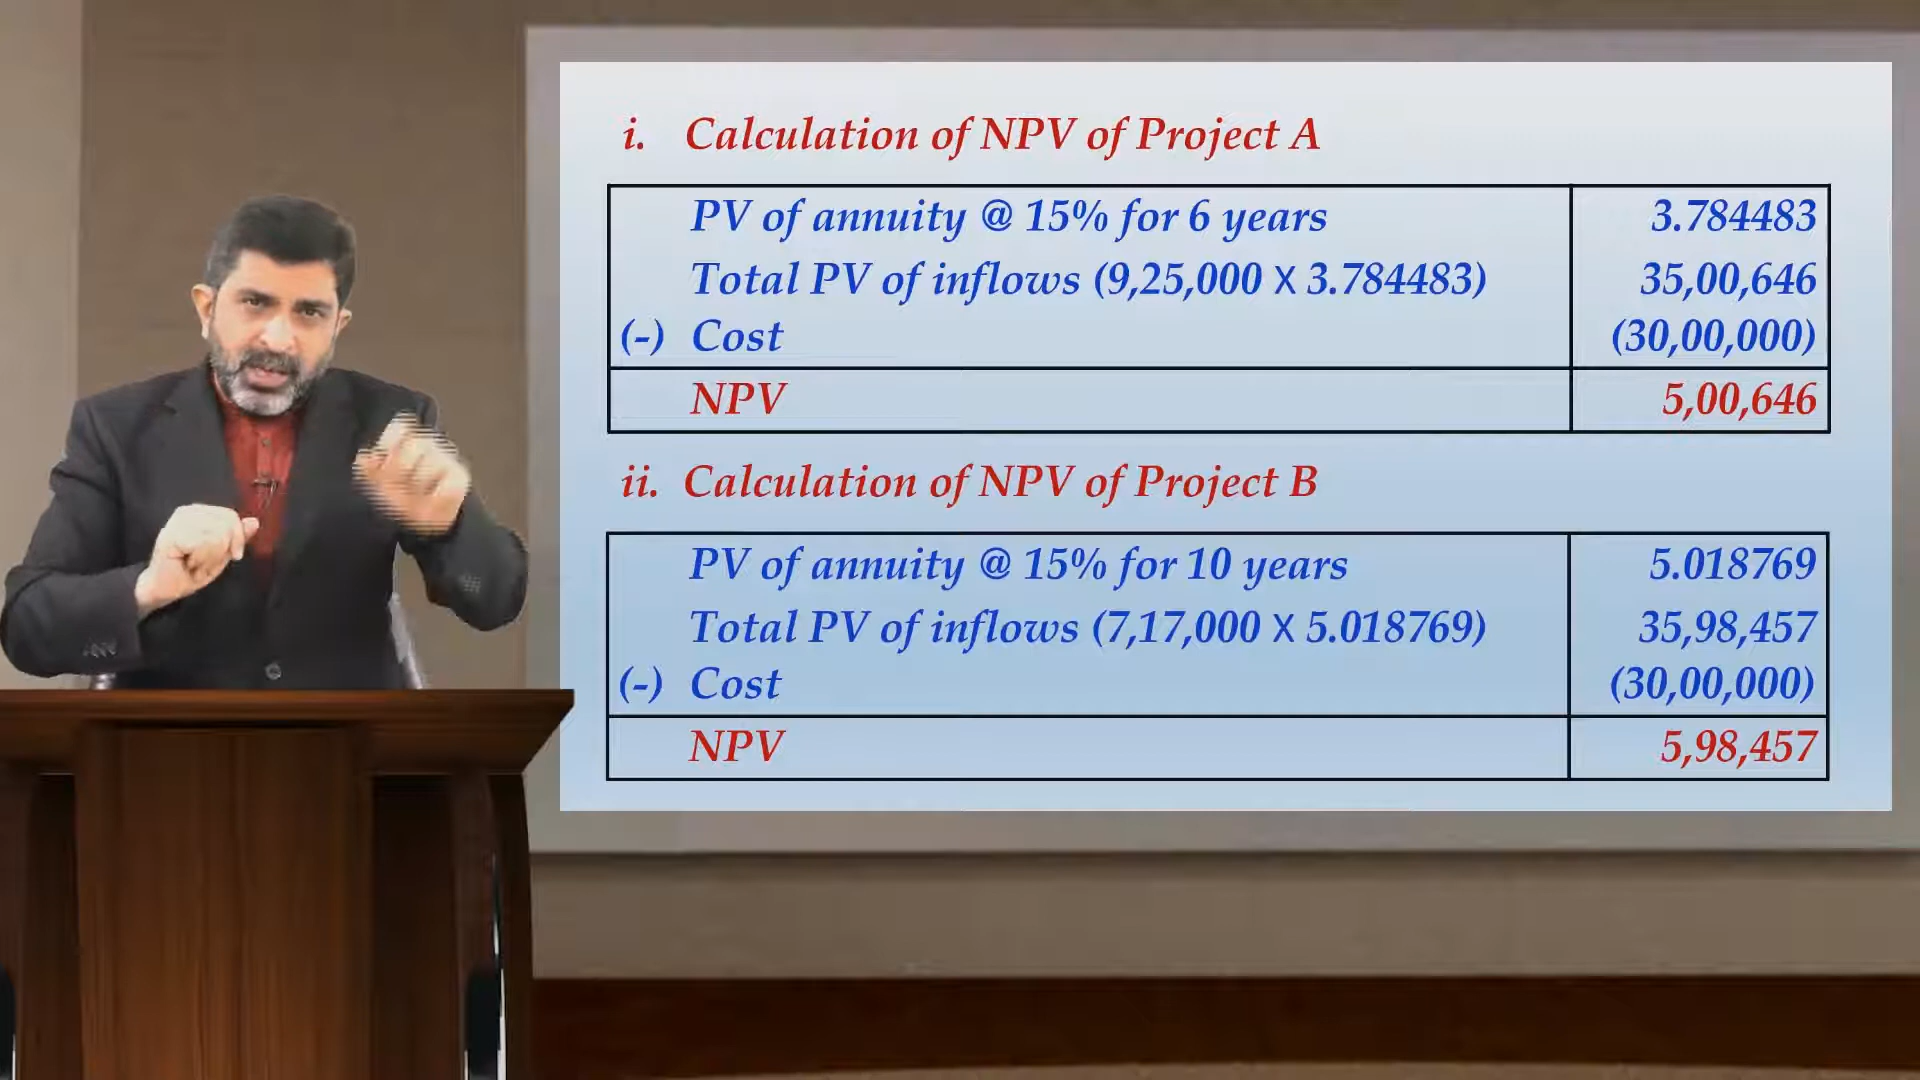 i. Calculation of NPV of Project A
PV of annuity @ 15% for 6 years 3.784483
Total PV of inflows (9,25,000 X 3.784483) 35,00,646
(-) Cost (30,00,000)
NPV 5,00,646
ii. Calculation of NPV of Project B
PV of annuity @ 15% for 10 years 5.018769
Total PV of inflows (7,17,000 X 5.018769) 35,98,457
(-) Cost (30,00,000)
NPV 5,98,457